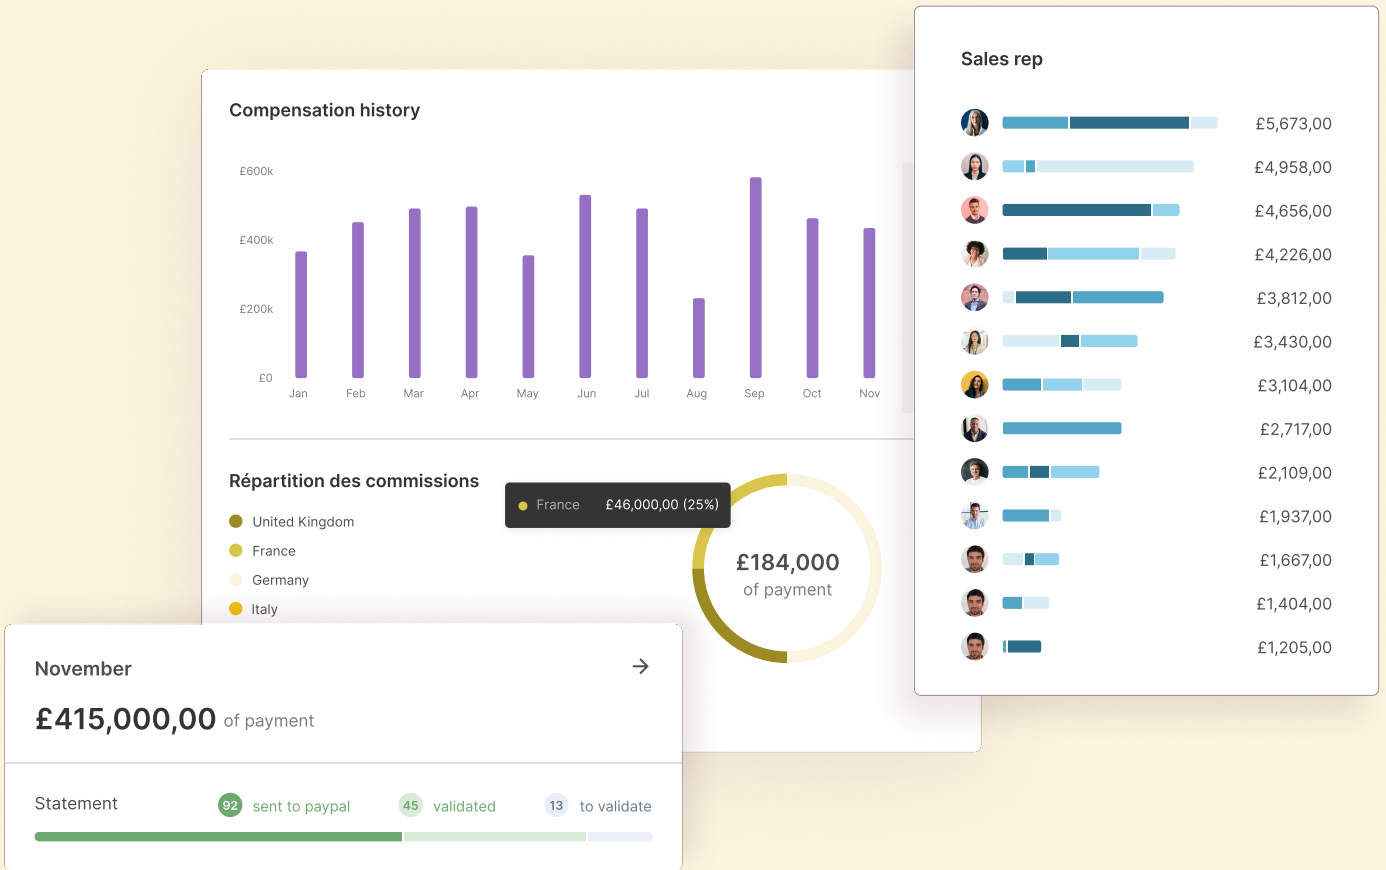 Compensation history
£600k
£400k
£200k
£0
Jan Feb Mar Apr May Jun Jul Aug Sep Oct Nov
Répartition des commissions
United Kingdom
France
Germany
Italy
France £46,000,00 (25%)
£184,000
of payment
Sales rep
£5,673,00
£4,958,00
£4,656,00
£4,226,00
£3,812,00
£3,430,00
£3,104,00
£2,717,00
£2,109,00
£1,937,00
£1,667,00
£1,404,00
£1,205,00
November
£415,000,00 of payment
Statement 92 sent to paypal 45 validated 13 to validate